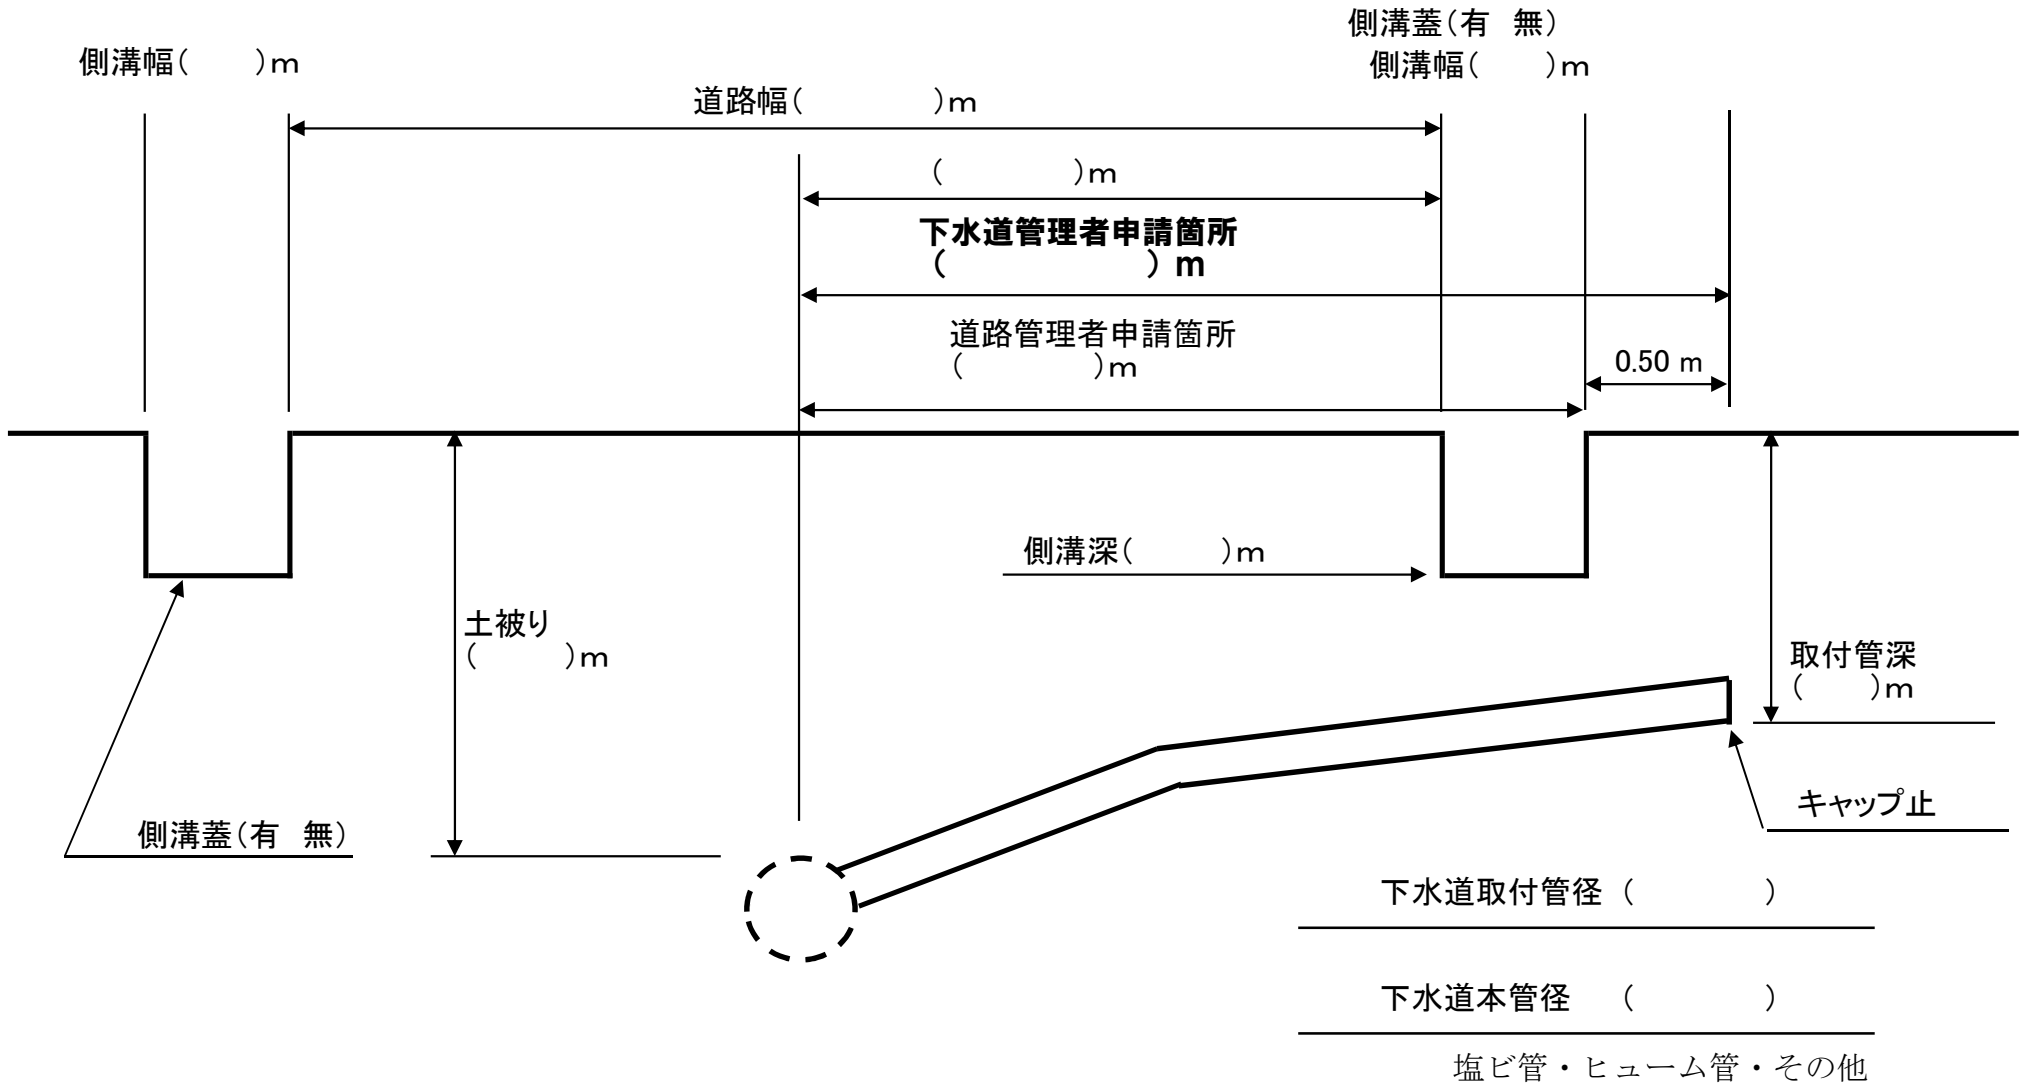 側溝蓋(有　無)
側溝幅(　　)m
側溝幅(　　)m
道路幅(　　　　)m
(　　　　)m
下水道管理者申請箇所
(　　　　　　) m
道路管理者申請箇所
(　　　　)m
0.50 m
側溝深(　　　)m
土被り
(　　　)m
取付管深
(　　)m
キャップ止
側溝蓋(有　無)
下水道取付管径 (　　　　)
下水道本管径　 (　　　　)
塩ビ管・ヒューム管・その他